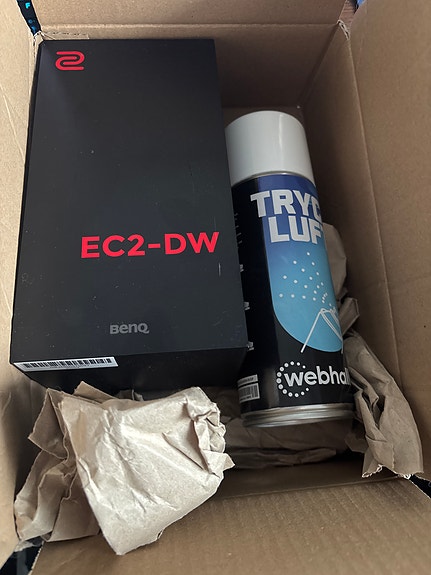 EC2-DW
BenQ
TRYC
LUF
webhal